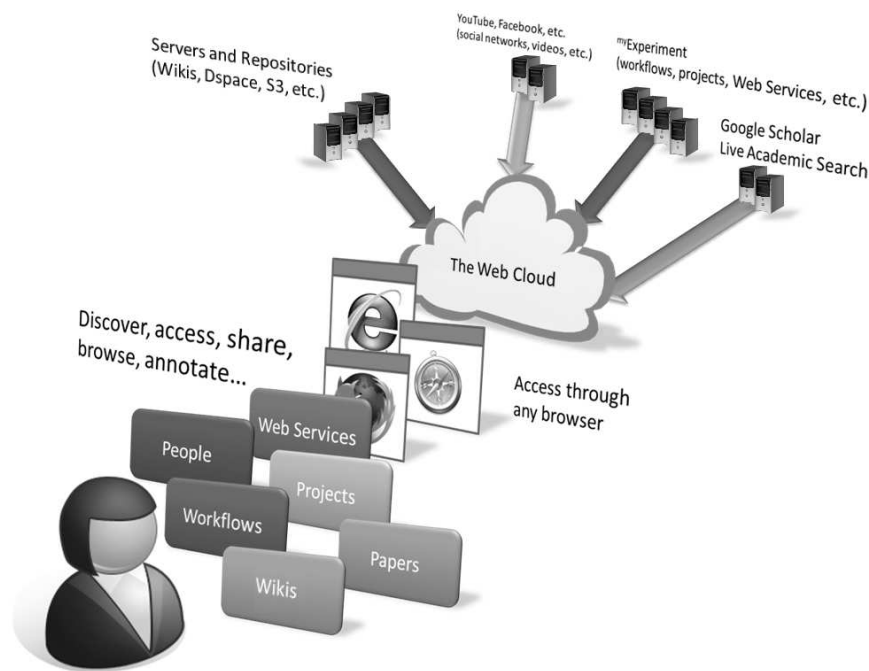 YouTube, Facebook, etc.
(social networks, videos, etc.)
Servers and Repositories
(Wikis, Dspace, S3, etc.)
myExperiment
(workflows, projects, Web Services, etc.)
Google Scholar
Live Academic Search
The Web Cloud
Discover, access, share,
browse, annotate...
Access through
any browser
Web Services
People
Projects
Workflows
Papers
Wikis